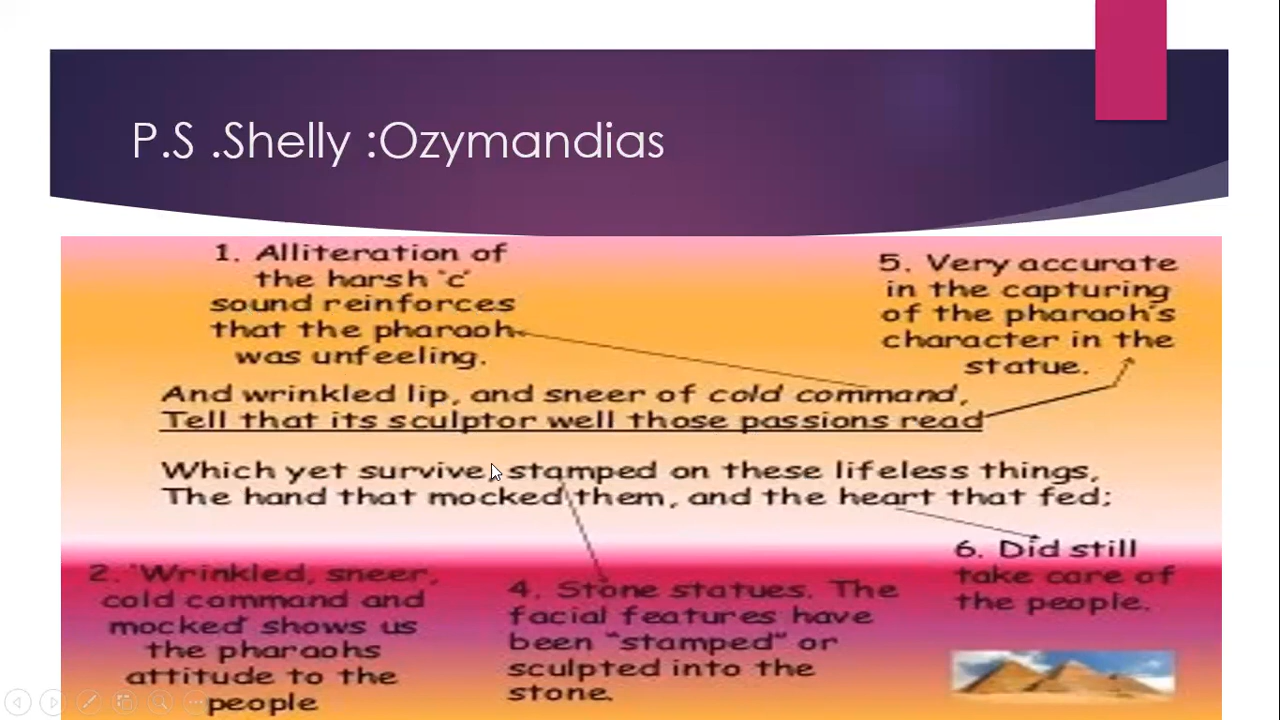 P.S .Shelly :Ozymandias
1. Alliteration of
the harsh 'c'
sound reinforces
that the pharaoh
was unfeeling.
5. Very accurate
in the capturing
of the pharaoh's
character in the
statue.
And wrinkled lip, and sneer of cold command,
Tell that its sculptor well those passions read
Which yet survive, stamped on these lifeless things,
The hand that mocked them, and the heart that fed;
2. 'Wrinkled, sneer,
cold command and
mocked' shows us
the pharaohs
attitude to the
people
4. Stone statues. The
facial features have
been "stamped" or
sculpted into the
stone.
6. Did still
take care of
the people.